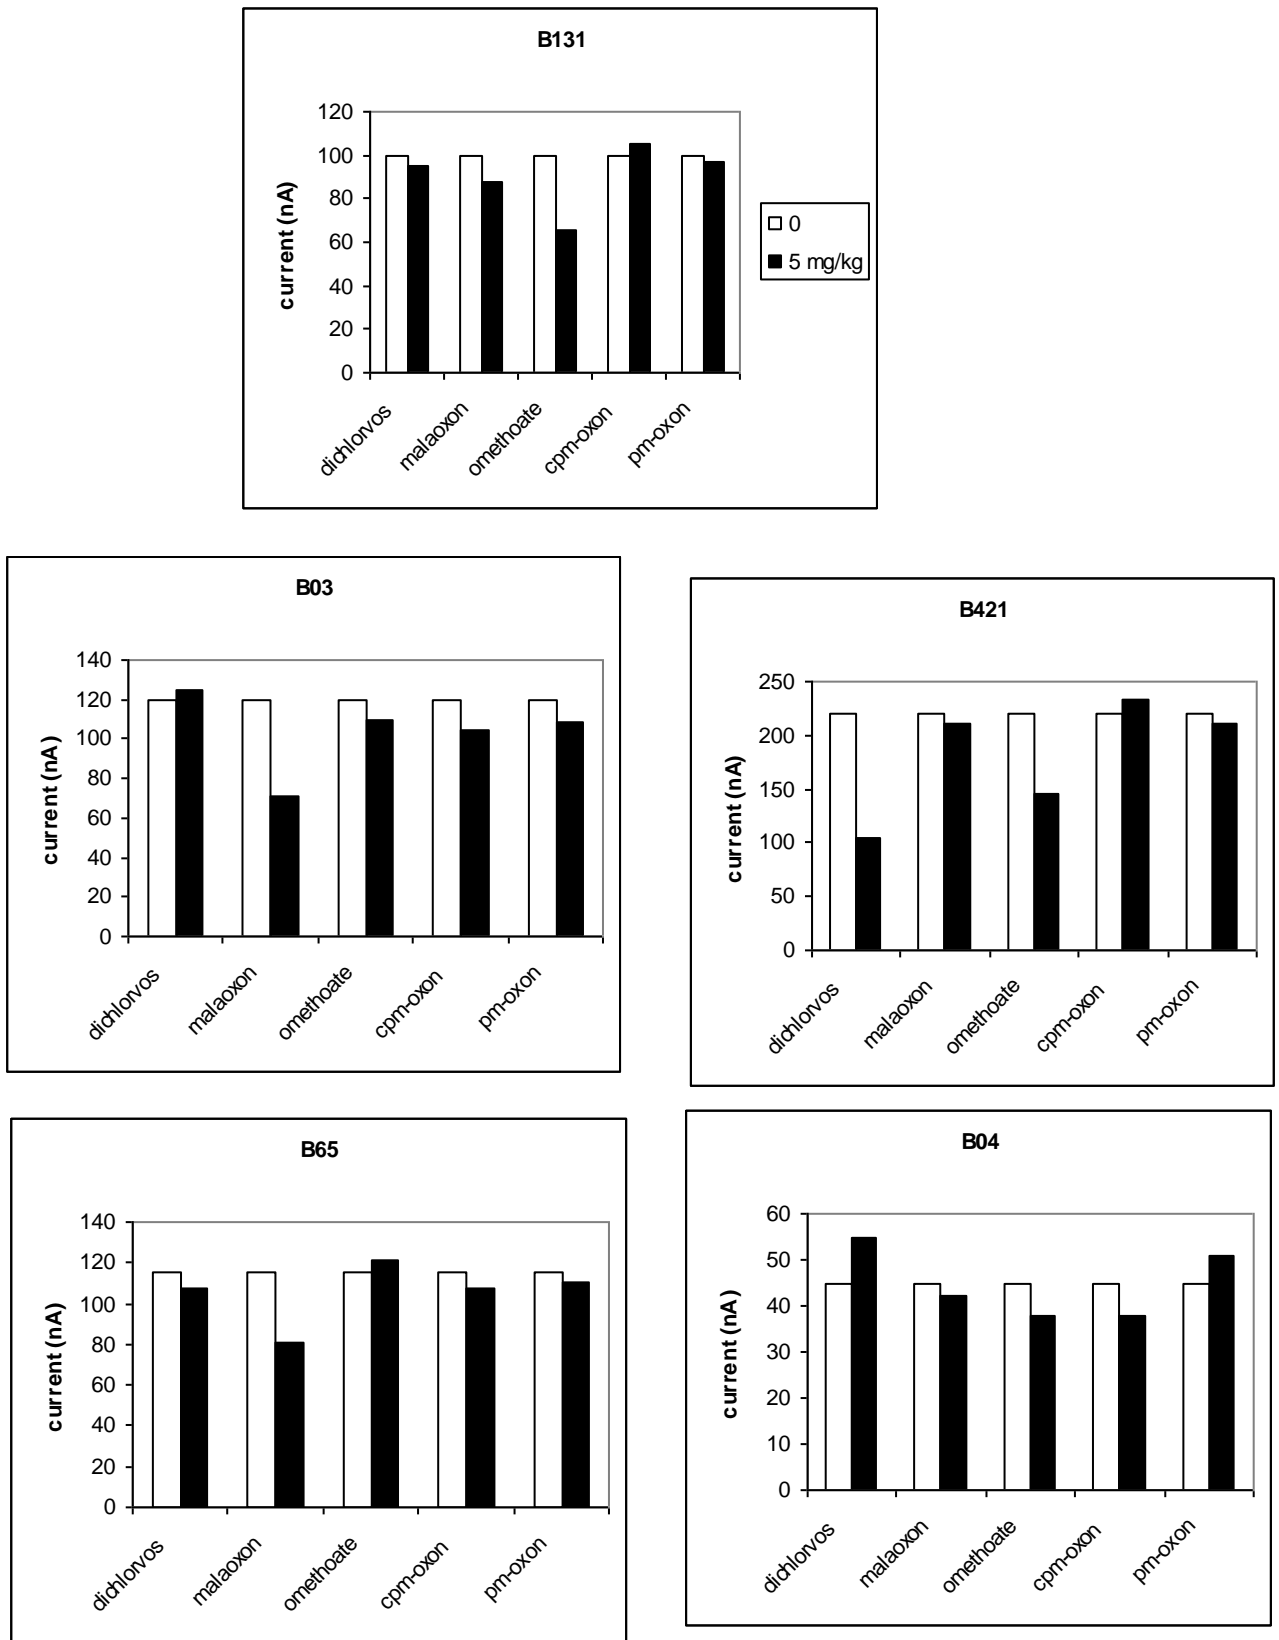 B131
120
100
80
60
40
20
0
current (nA)
dichlorvos
malaoxon
omethoate
cpm-oxon
pm-oxon
0
5 mg/kg
B03
140
120
100
80
60
40
20
0
current (nA)
dichlorvos
malaoxon
omethoate
cpm-oxon
pm-oxon
B421
250
200
150
100
50
0
current (nA)
dichlorvos
malaoxon
omethoate
cpm-oxon
pm-oxon
B65
140
120
100
80
60
40
20
0
current (nA)
dichlorvos
malaoxon
omethoate
cpm-oxon
pm-oxon
B04
60
50
40
30
20
10
0
current (nA)
dichlorvos
malaoxon
omethoate
cpm-oxon
pm-oxon